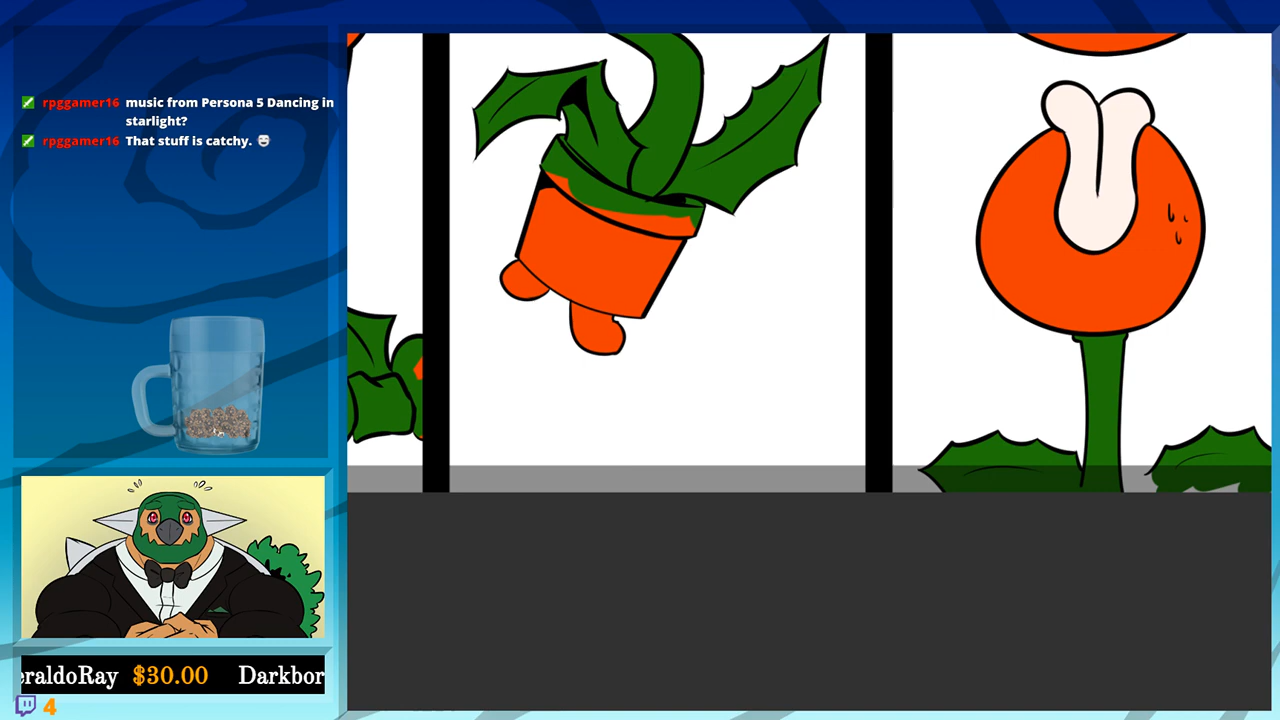 rpggamer16 music from Persona 5 Dancing in
starlight?
rpggamer16 That stuff is catchy.
eraldoRay $30.00 Darkbor
4